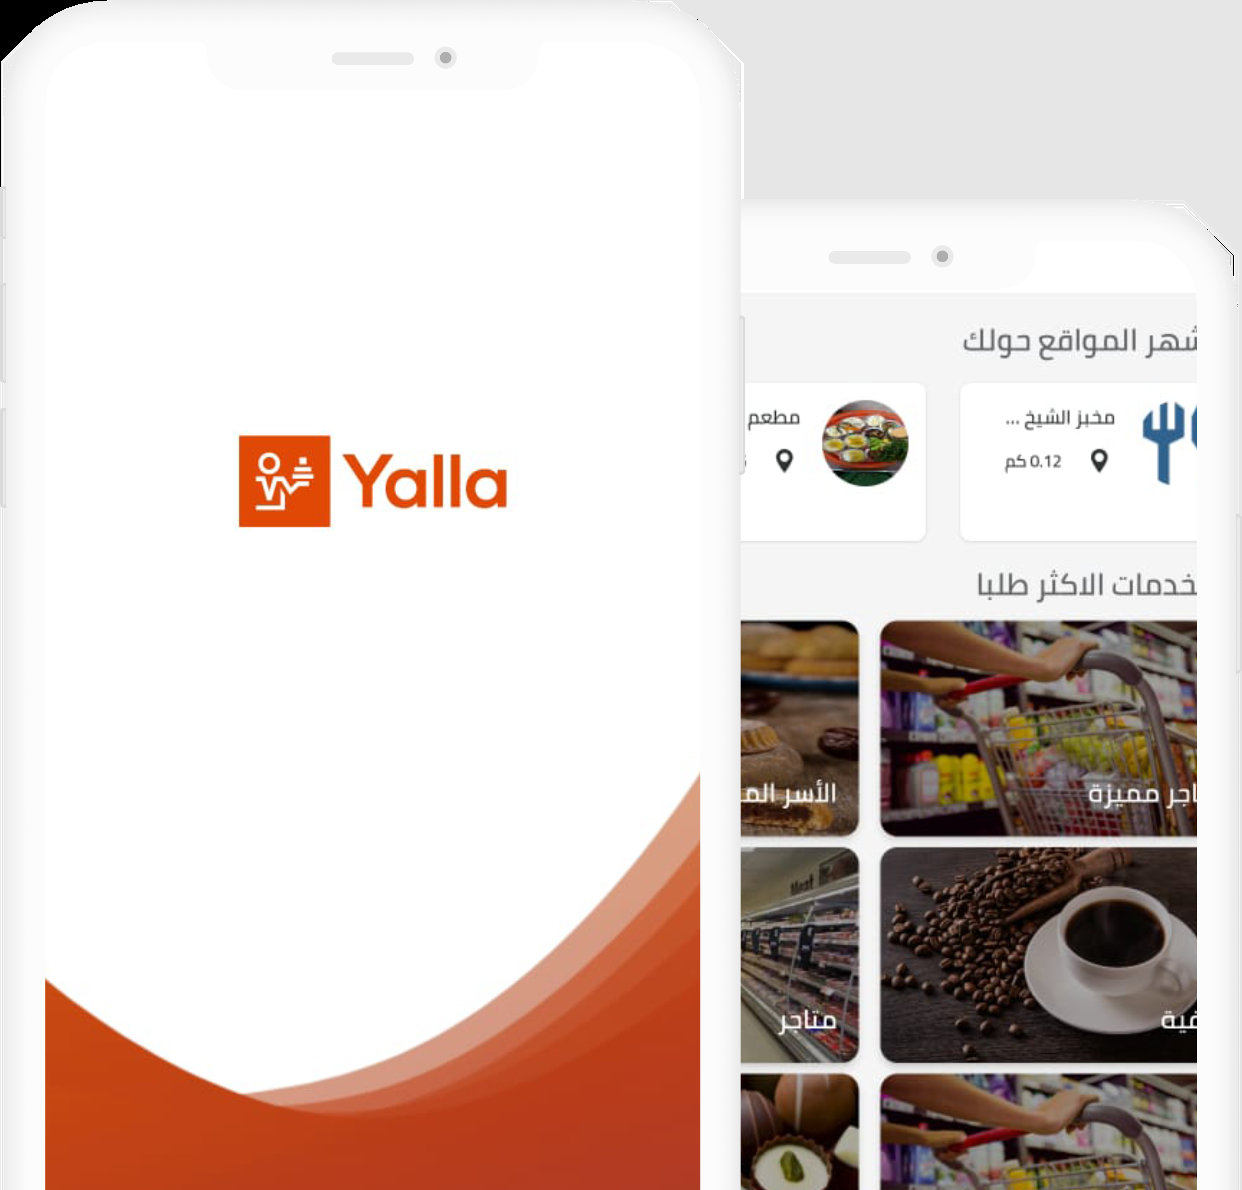 Yalla
شهر المواقع حولك
مخبز الشيخ ...
0.12 كم
مطعم
خدمات الاكثر طلبا
اجر مميزة
الأسر الم
فية
متاجر
Meat